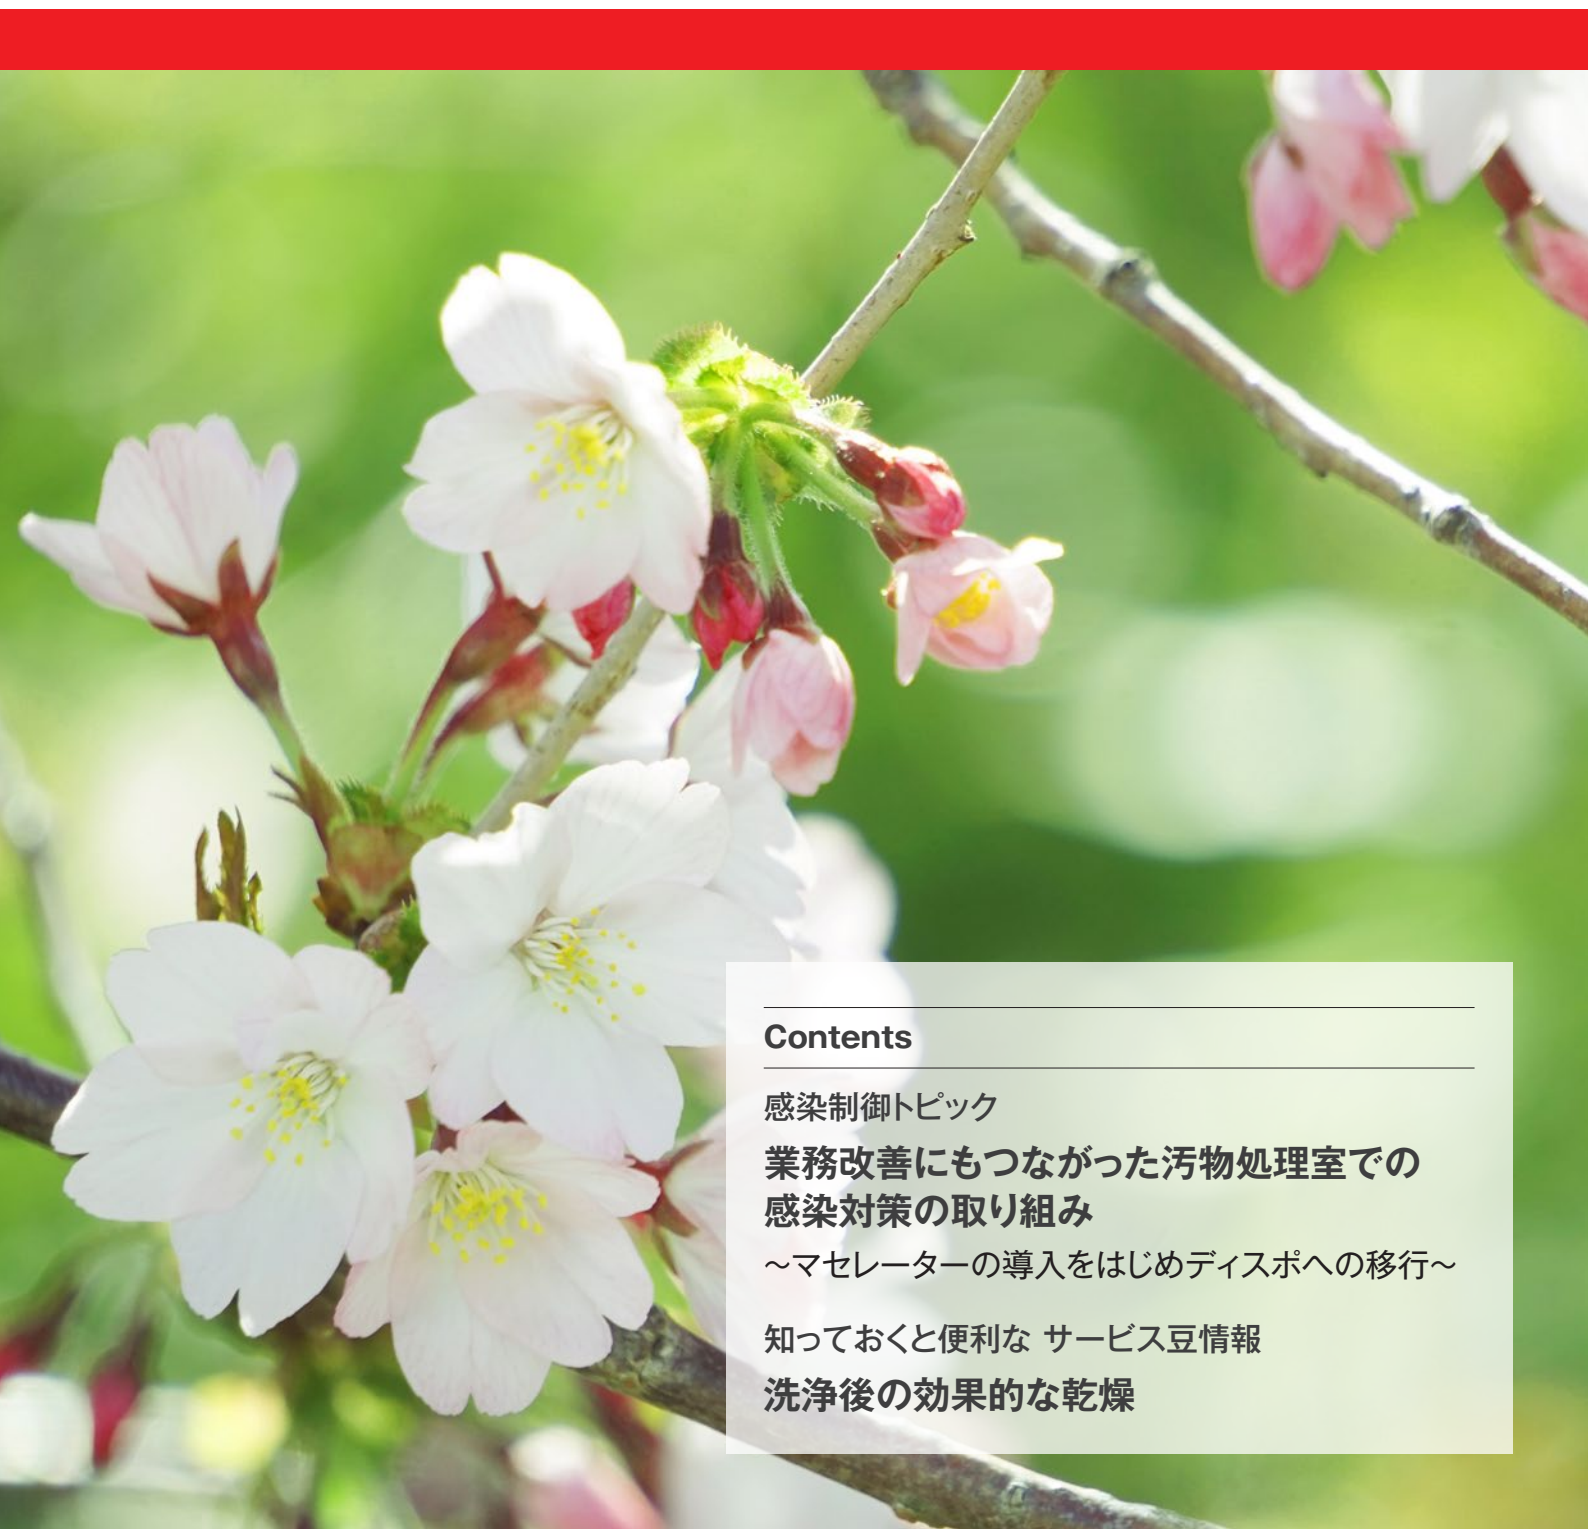 Contents
感染制御トピック
業務改善にもつながった汚物処理室での
感染対策の取り組み
～マセレーターの導入をはじめディスポへの移行～
知っておくと便利な サービス豆情報
洗浄後の効果的な乾燥